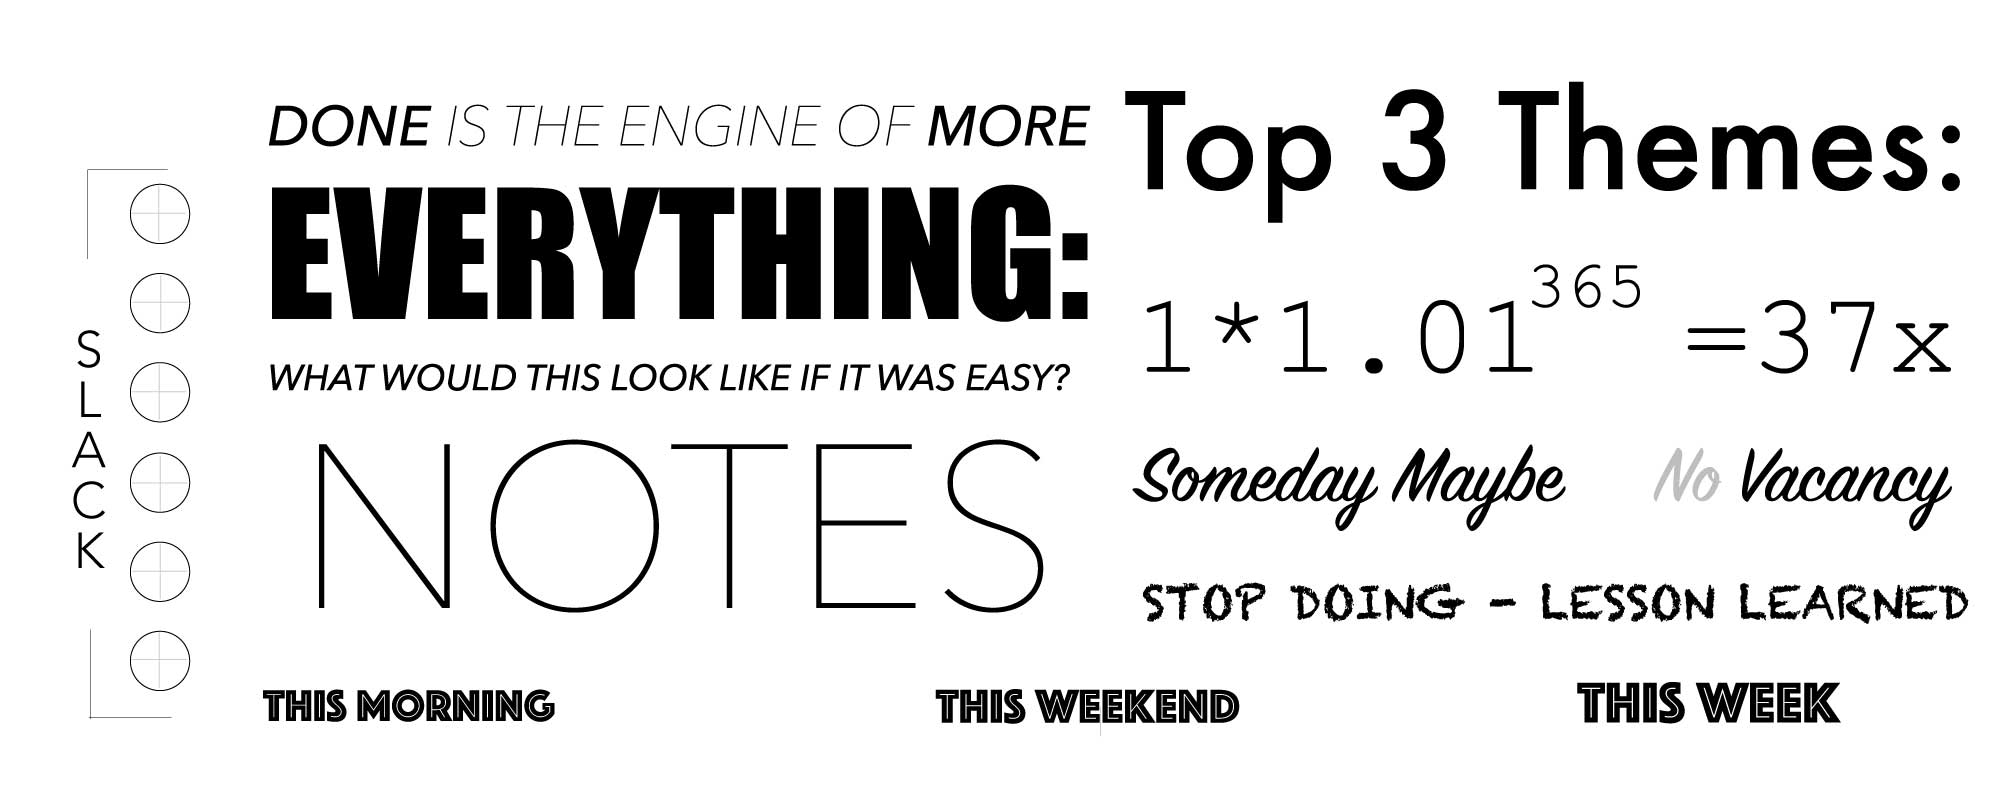 SLACK
DONE IS THE ENGINE OF MORE
EVERYTHING:
WHAT WOULD THIS LOOK LIKE IF IT WAS EASY?
NOTES
Top 3 Themes:
1*1.01³⁶⁵ =37x
Someday Maybe
No Vacancy
STOP DOING - LESSON LEARNED
THIS MORNING
THIS WEEKEND
THIS WEEK